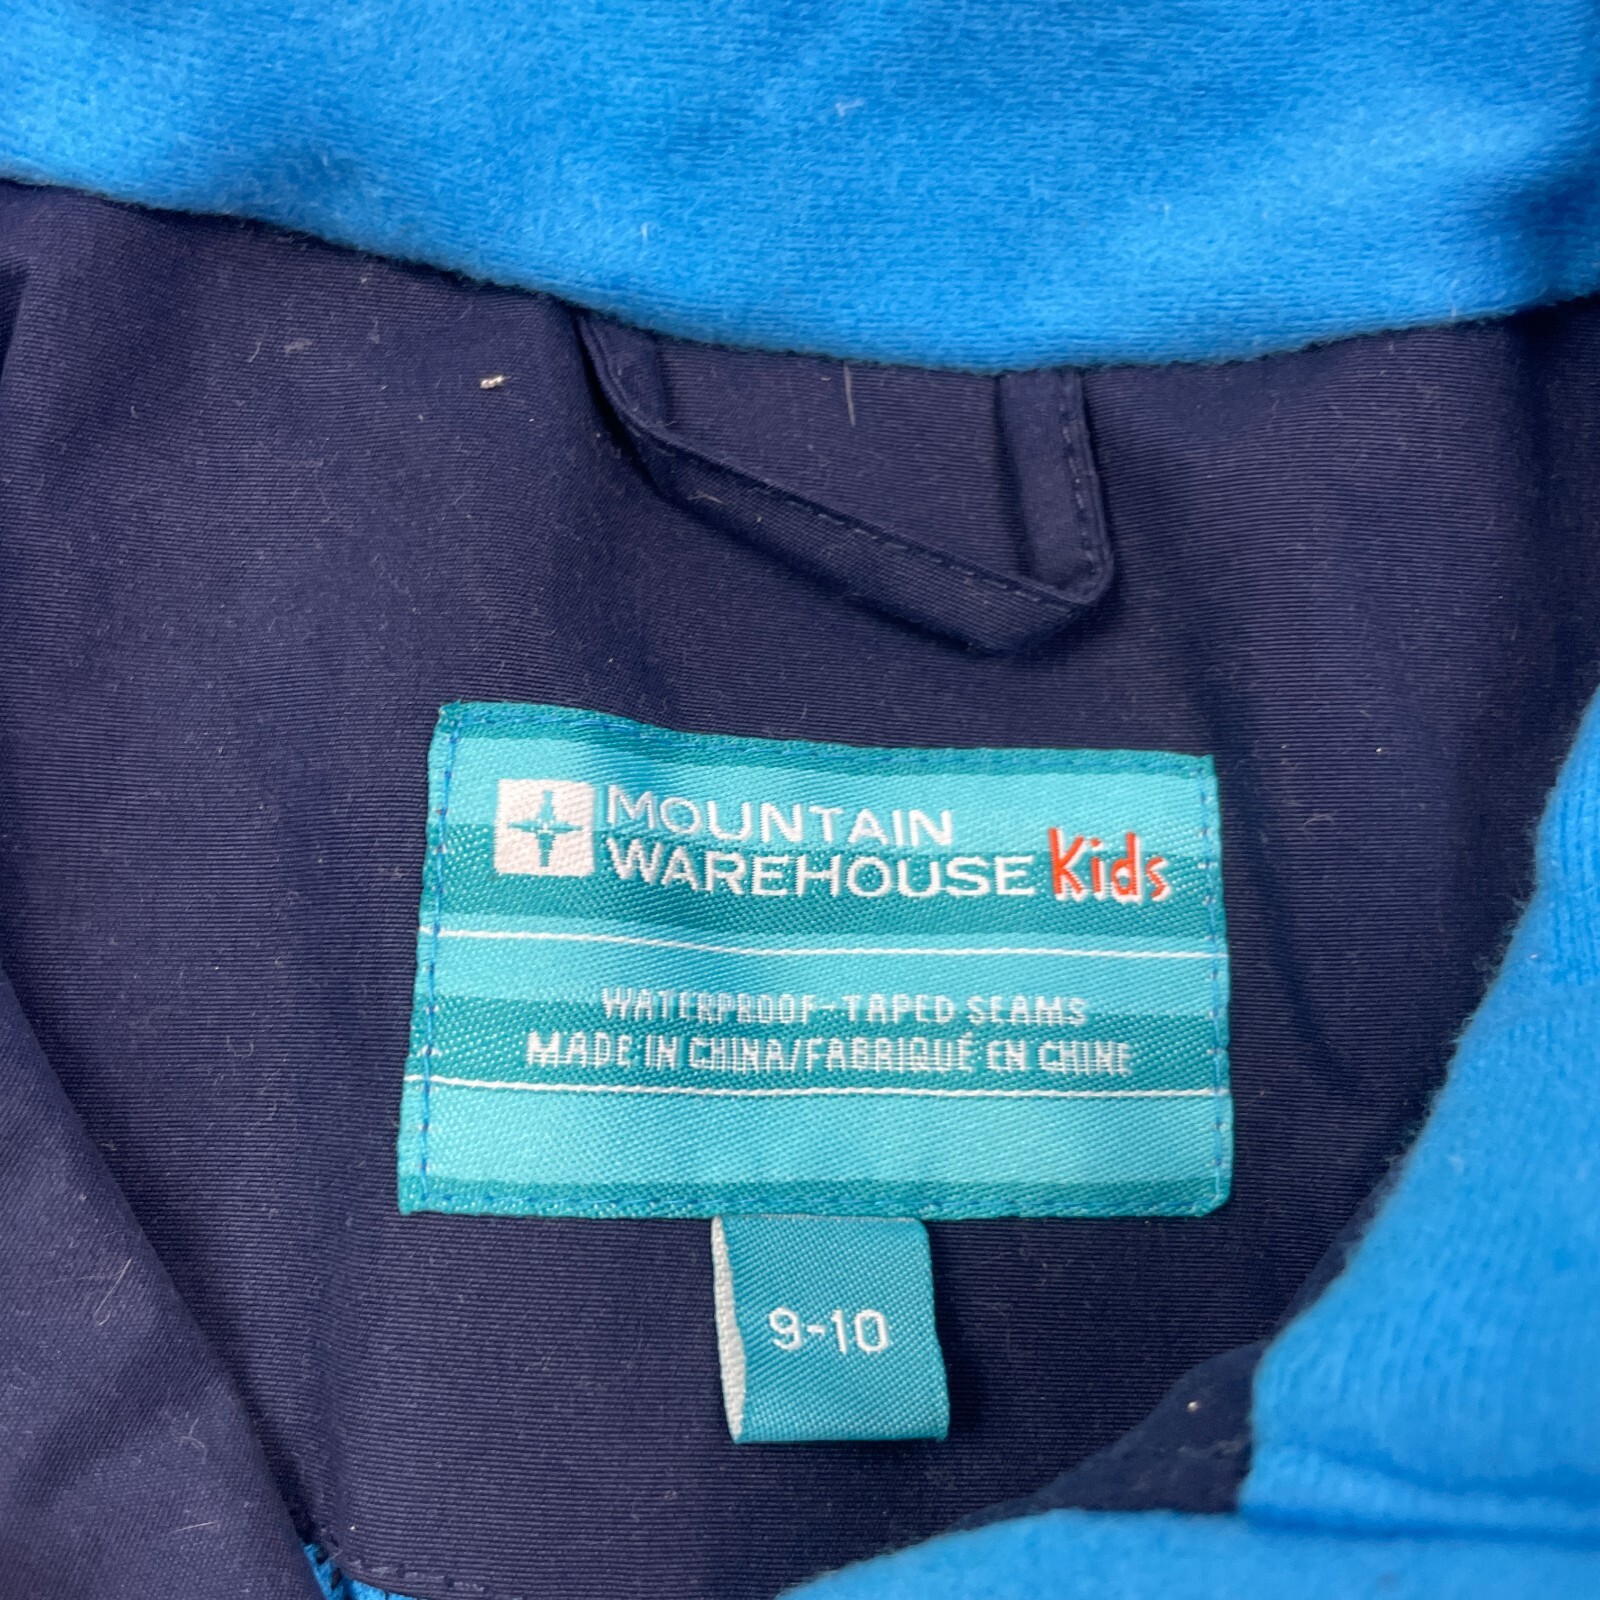 MOUNTAIN
WAREHOUSE Kids
WATERPROOF-TAPED SEAMS
MADE IN CHINA/FABRIQUÉ EN CHINE
9-10